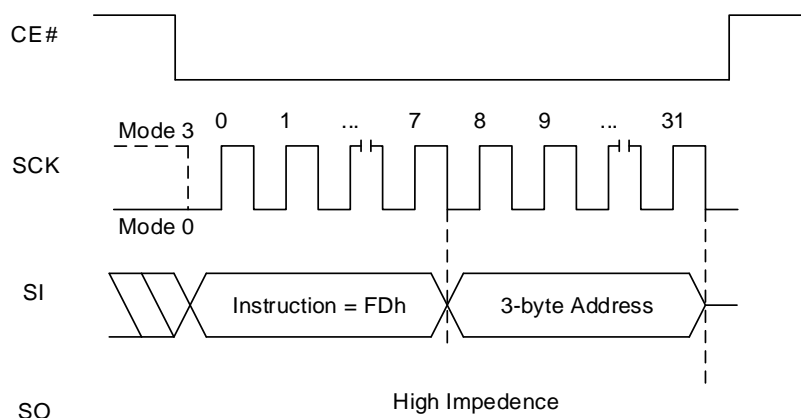 CE#
0 1 ... 7 8 9 ... 31
Mode 3
SCK
Mode 0
SI
Instruction = FDh
3-byte Address
High Impedence
SO